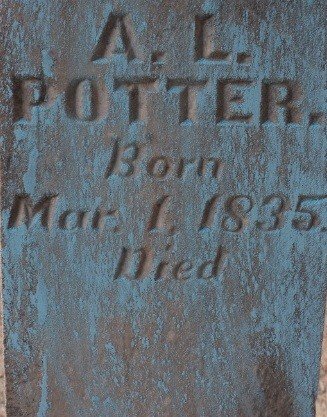 A. L.
POTTER.
Born
Mar. 1, 1835.
Died